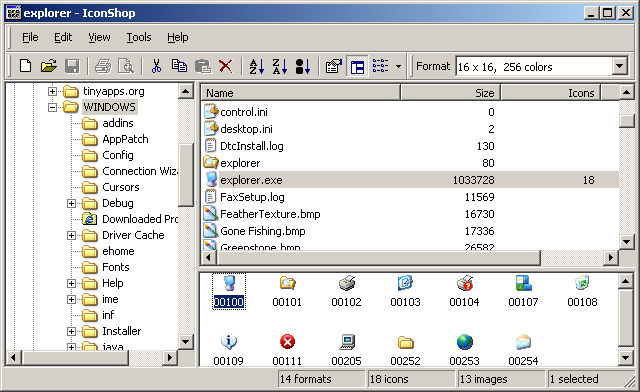 explorer - IconShop
File Edit View Tools Help
Format 16 x 16, 256 colors
tinyapps.org
WINDOWS
addins
AppPatch
Config
Connection Wiza
Cursors
Debug
Downloaded Pro
Driver Cache
ehome
Fonts
Help
ime
inf
Installer
java
Name Size Icons
control.ini 0
desktop.ini 2
DtcInstall.log 130
explorer 80
explorer.exe 1033728 18
FaxSetup.log 11569
FeatherTexture.bmp 16730
Gone Fishing.bmp 17336
Greenstone.bmp 26582
00100 00101 00102 00103 00104 00107 00108
00109 00111 00205 00252 00253 00254
14 formats 18 icons 13 images 1 selected